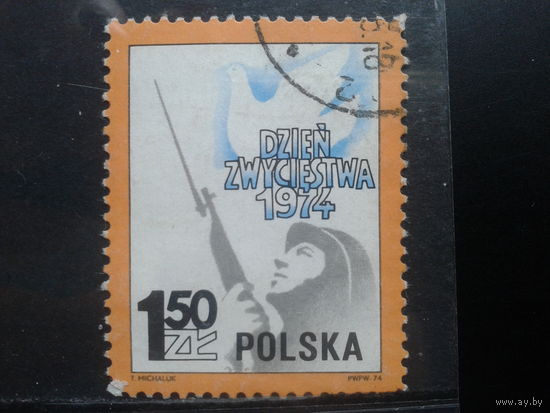 DZIEŃ
ZWYCIĘSTWA
1974
1.50
ZŁ
POLSKA
T. MICHALUK
PWPW-74
www.ay.by